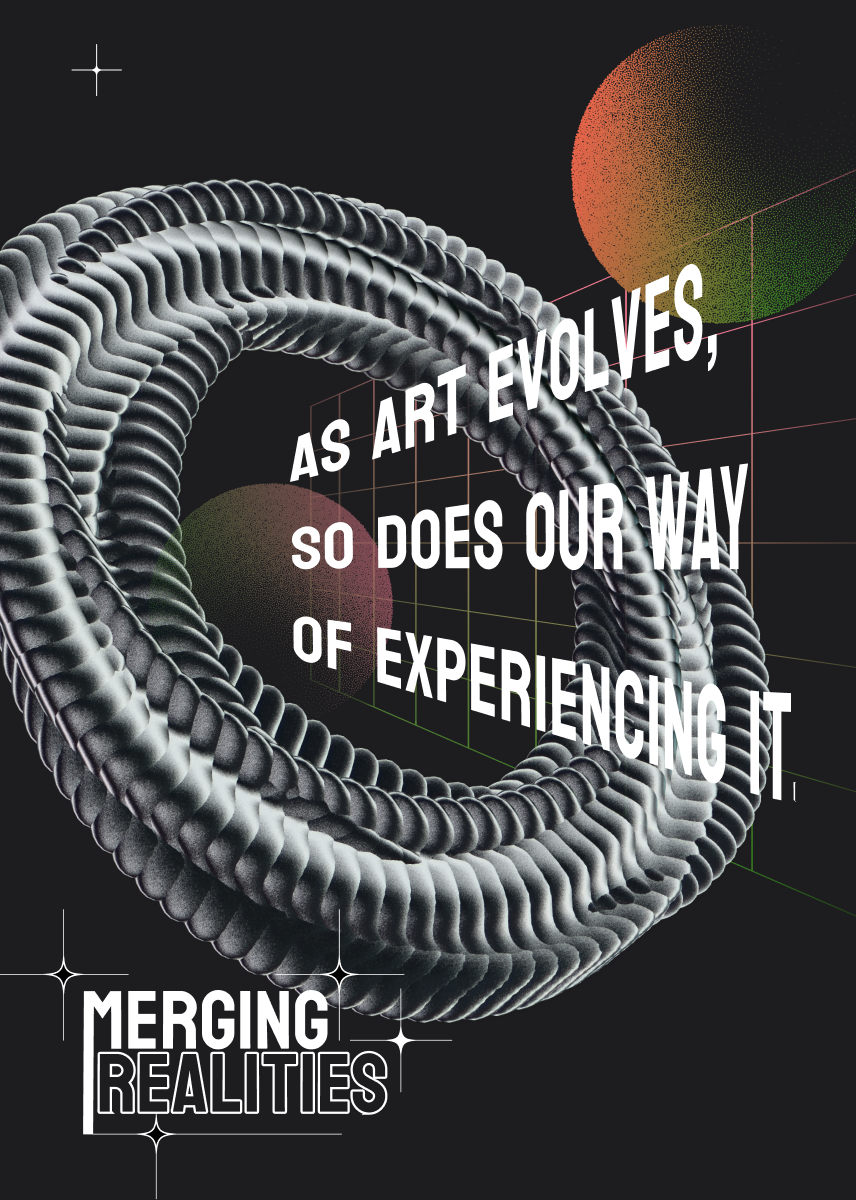 AS ART EVOLVES,
SO DOES OUR WAY
OF EXPERIENCING IT.
MERGING
REALITIES